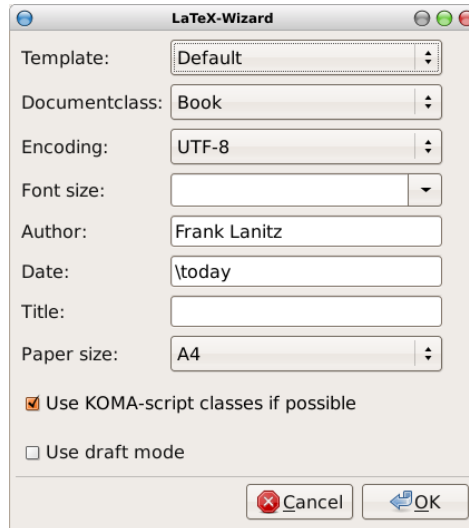 LaTeX-Wizard
Template: Default
Documentclass: Book
Encoding: UTF-8
Font size:
Author: Frank Lanitz
Date: \today
Title:
Paper size: A4
Use KOMA-script classes if possible
Use draft mode
Cancel OK